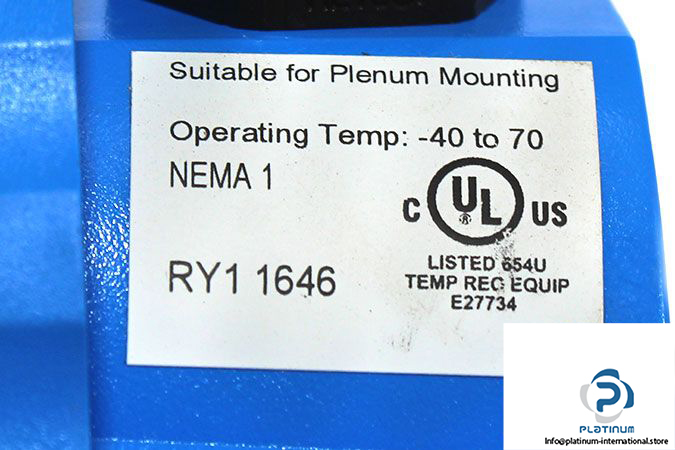 Suitable for Plenum Mounting
Operating Temp: -40 to 70
NEMA 1
C UL US
®
LISTED 654U
TEMP REG EQUIP
E27734
RY1 1646
PLATINUM
Info@platinum-international.store